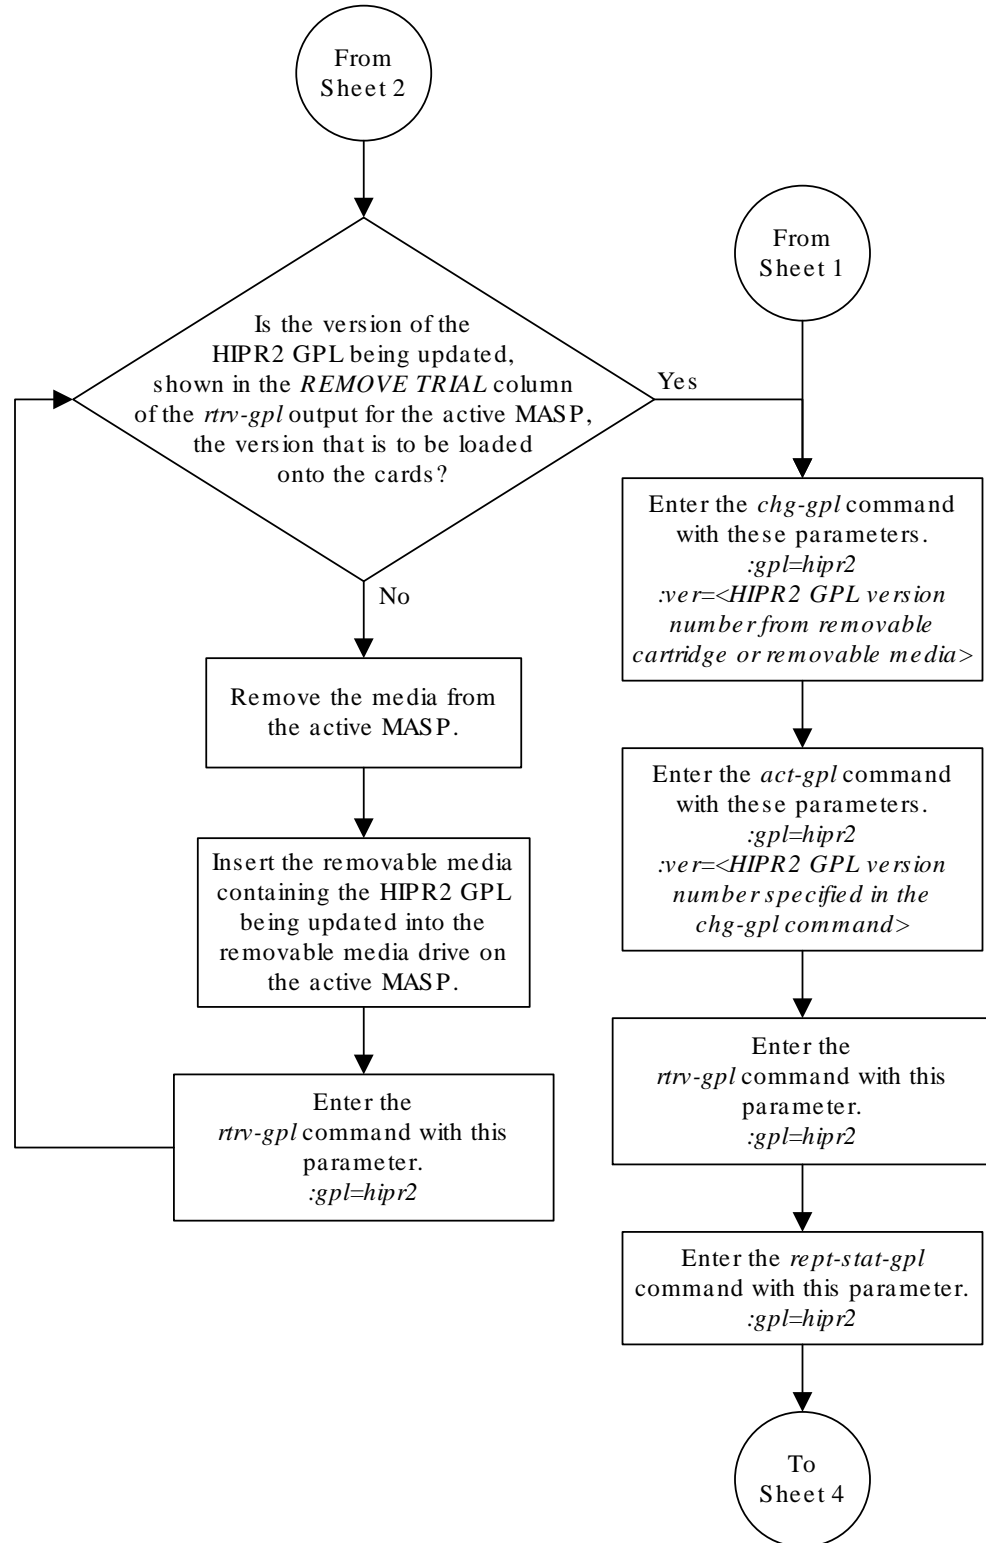 From
Sheet 2
Is the version of the
HIPR2 GPL being updated,
shown in the REMOVE TRIAL column
of the rtrv-gpl output for the active MASP,
the version that is to be loaded
onto the cards?
Yes
No
Remove the media from
the active MASP.
Insert the removable media
containing the HIPR2 GPL
being updated into the
removable media drive on
the active MASP.
Enter the
rtrv-gpl command with this
parameter.
:gpl=hipr2
From
Sheet 1
Enter the chg-gpl command
with these parameters.
:gpl=hipr2
:ver=<HIPR2 GPL version
number from removable
cartridge or removable media>
Enter the act-gpl command
with these parameters.
:gpl=hipr2
:ver=<HIPR2 GPL version
number specified in the
chg-gpl command>
Enter the
rtrv-gpl command with this
parameter.
:gpl=hipr2
Enter the rept-stat-gpl
command with this parameter.
:gpl=hipr2
To
Sheet 4